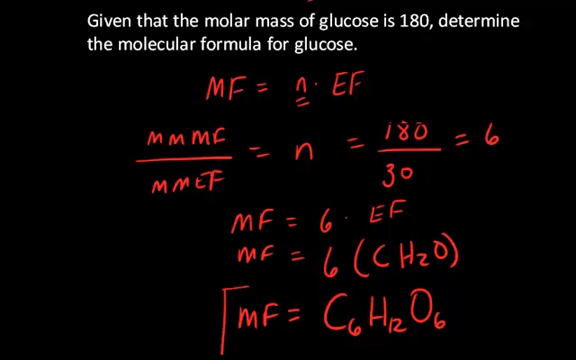 Given that the molar mass of glucose is 180, determine
the molecular formula for glucose.
MF = n · EF
MMMF / MMEF = n = 180 / 30 = 6
MF = 6 · EF
MF = 6 (CH₂O)
MF = C₆H₁₂O₆